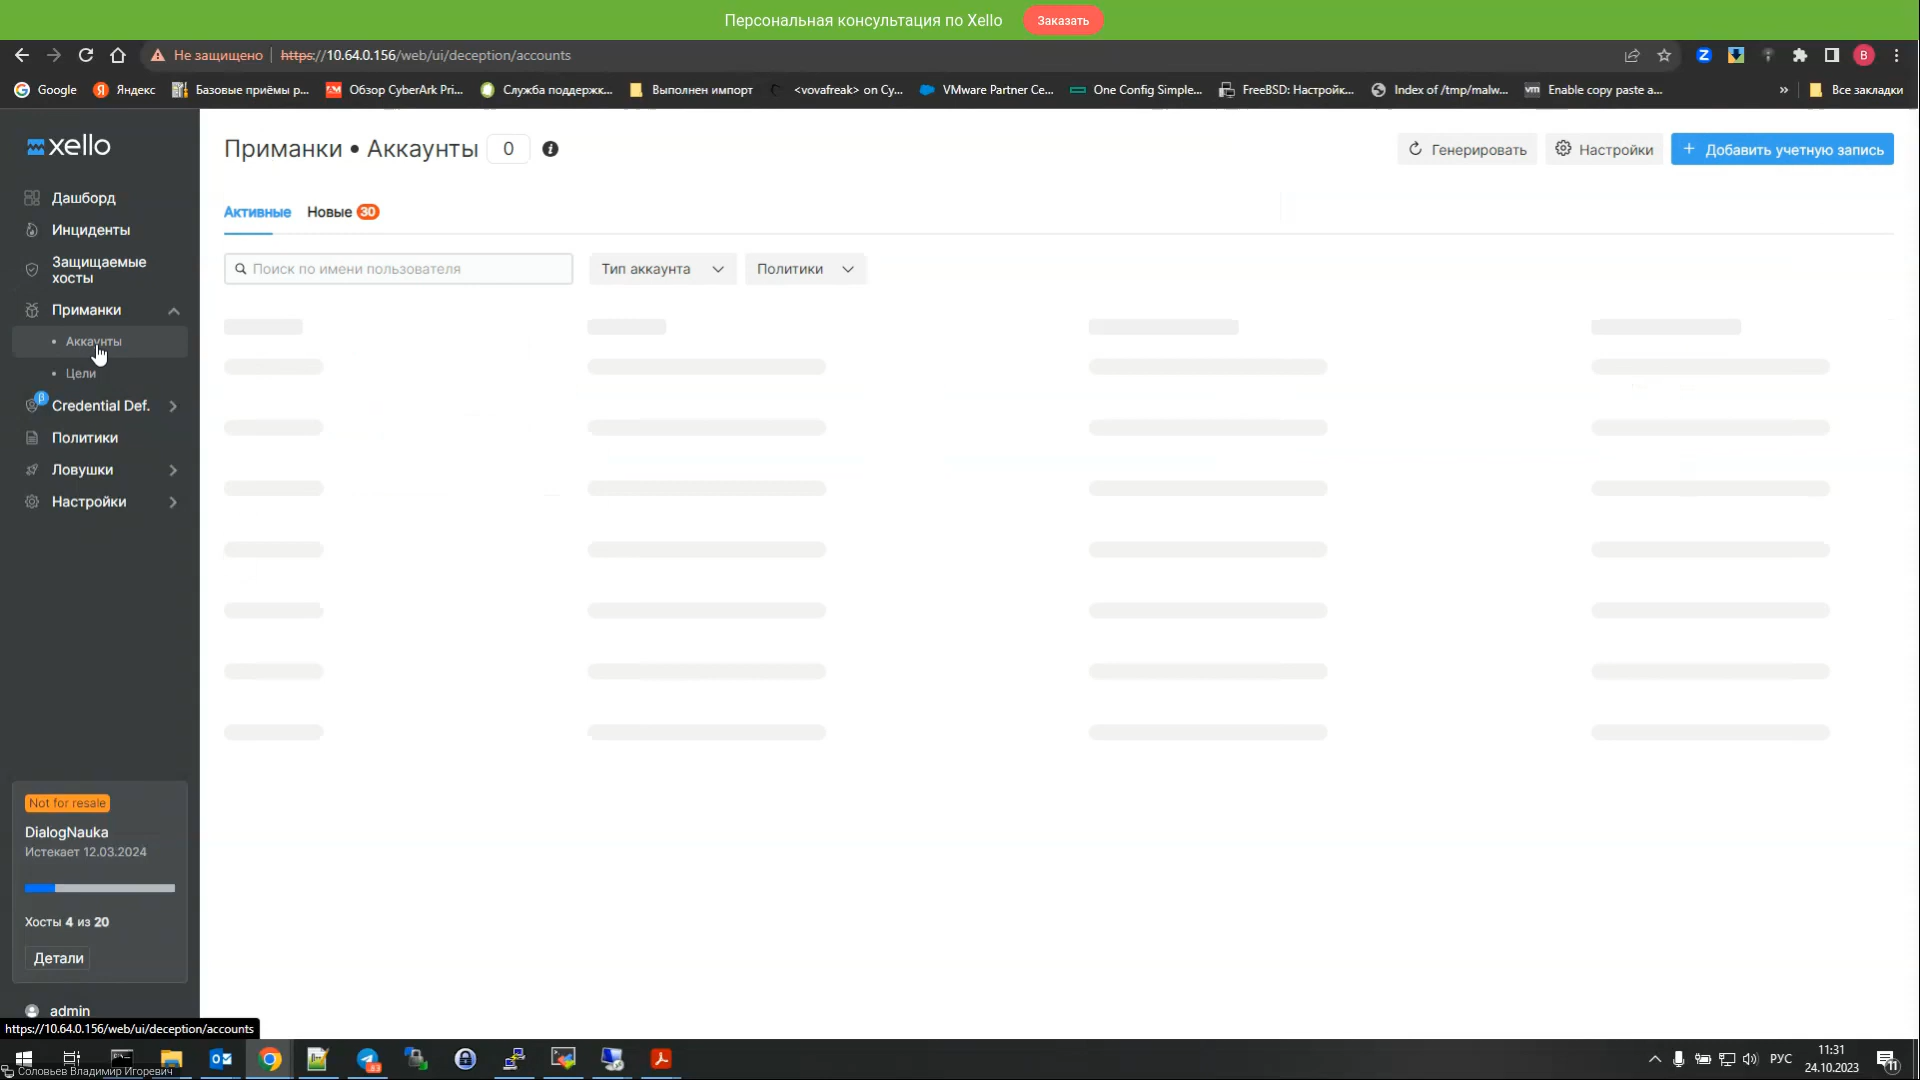 Персональная консультация по Xello
Заказать
Не защищено
https://10.64.0.156/web/ui/deception/accounts
B
Google
Яндекс
Базовые приёмы р...
Обзор CyberArk Pri...
Служба поддержк...
Выполнен импорт
<vovafreak> on Cy...
VMware Partner Ce...
One Config Simple...
FreeBSD: Настройк...
Index of /tmp/malw...
vm
Enable copy paste a...
»
Все закладки
xello
Дашборд
Инциденты
Защищаемые
хосты
Приманки
• Аккаунты
• Цели
β
Credential Def.
Политики
Ловушки
Настройки
Not for resale
DialogNauka
Истекает 12.03.2024
Хосты 4 из 20
Детали
admin
https://10.64.0.156/web/ui/deception/accounts
Приманки • Аккаунты
0
Генерировать
Настройки
+ Добавить учетную запись
Активные
Новые 30
Поиск по имени пользователя
Тип аккаунта
Политики
Соловьев Владимир Игоревич
РУС
11:31
24.10.2023
11